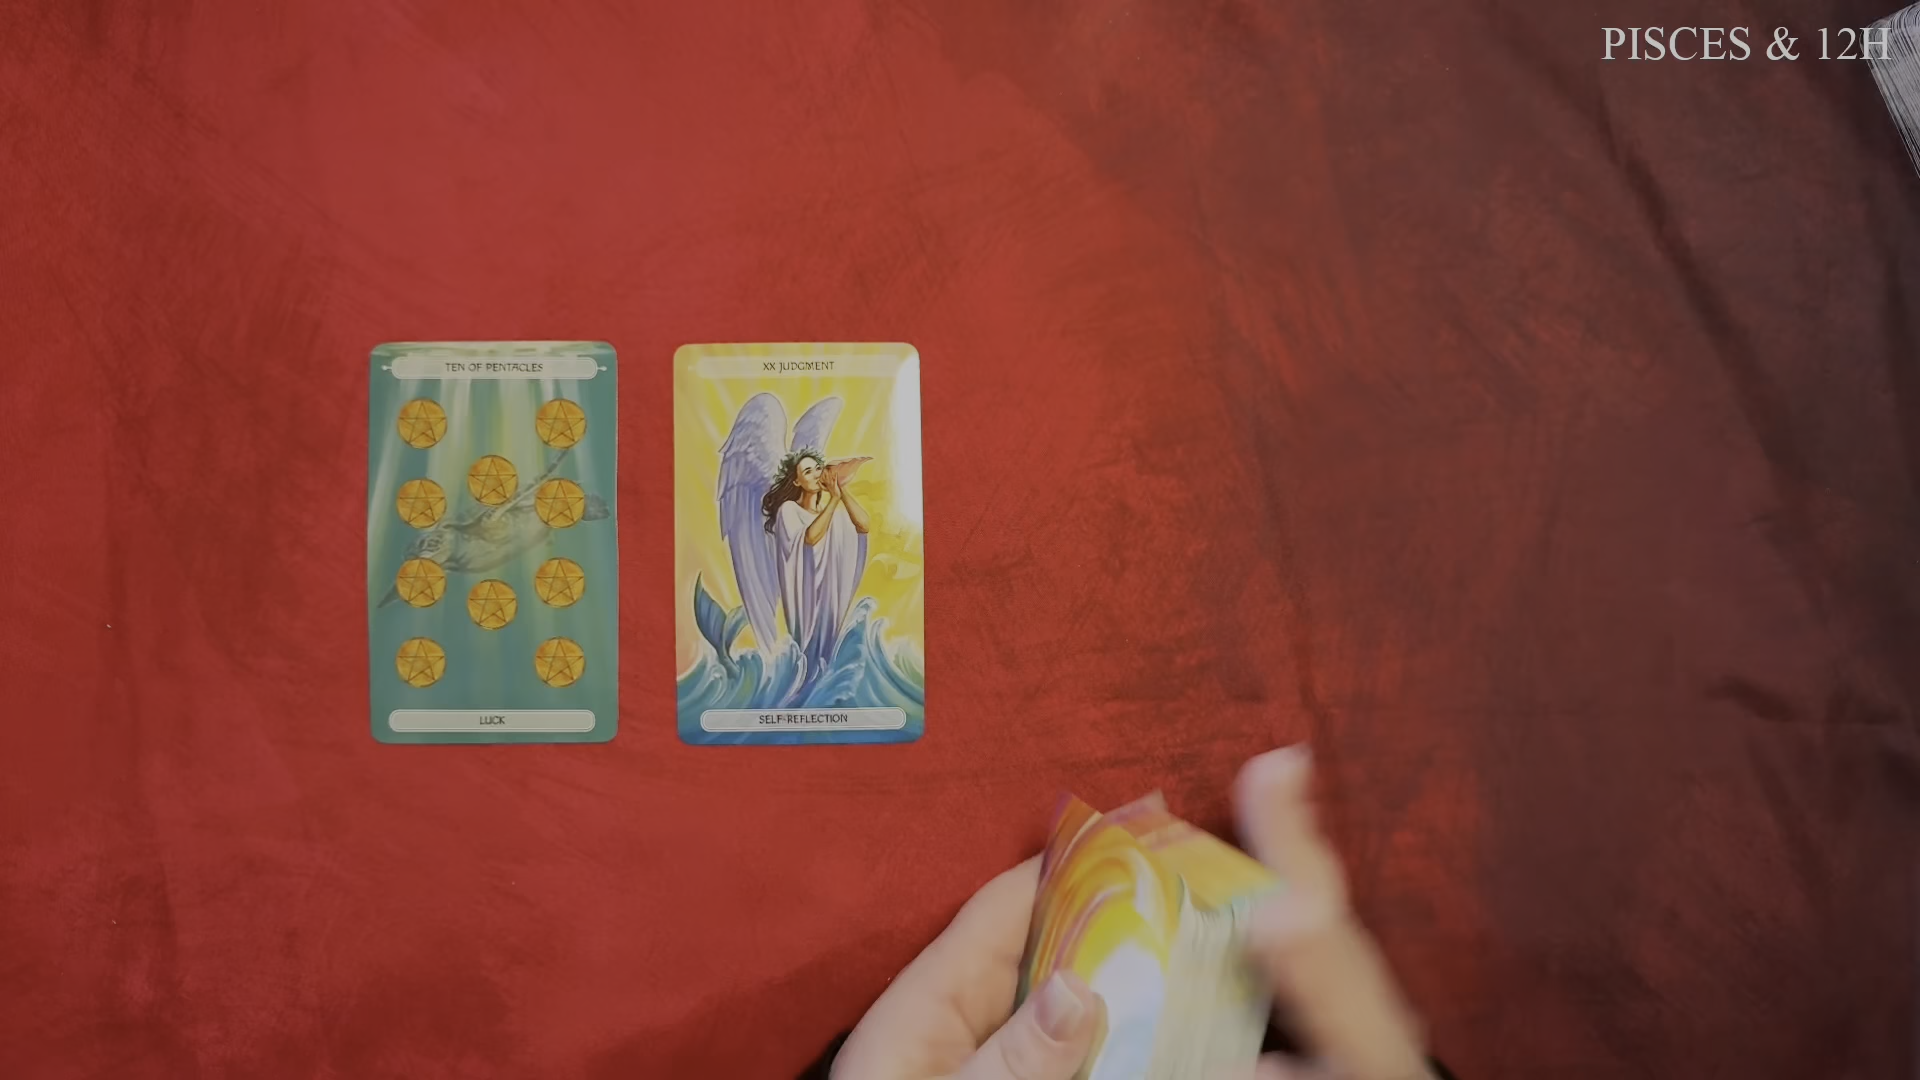 PISCES & 12H
TEN OF PENTACLES
LUCK
XX JUDGMENT
SELF-REFLECTION